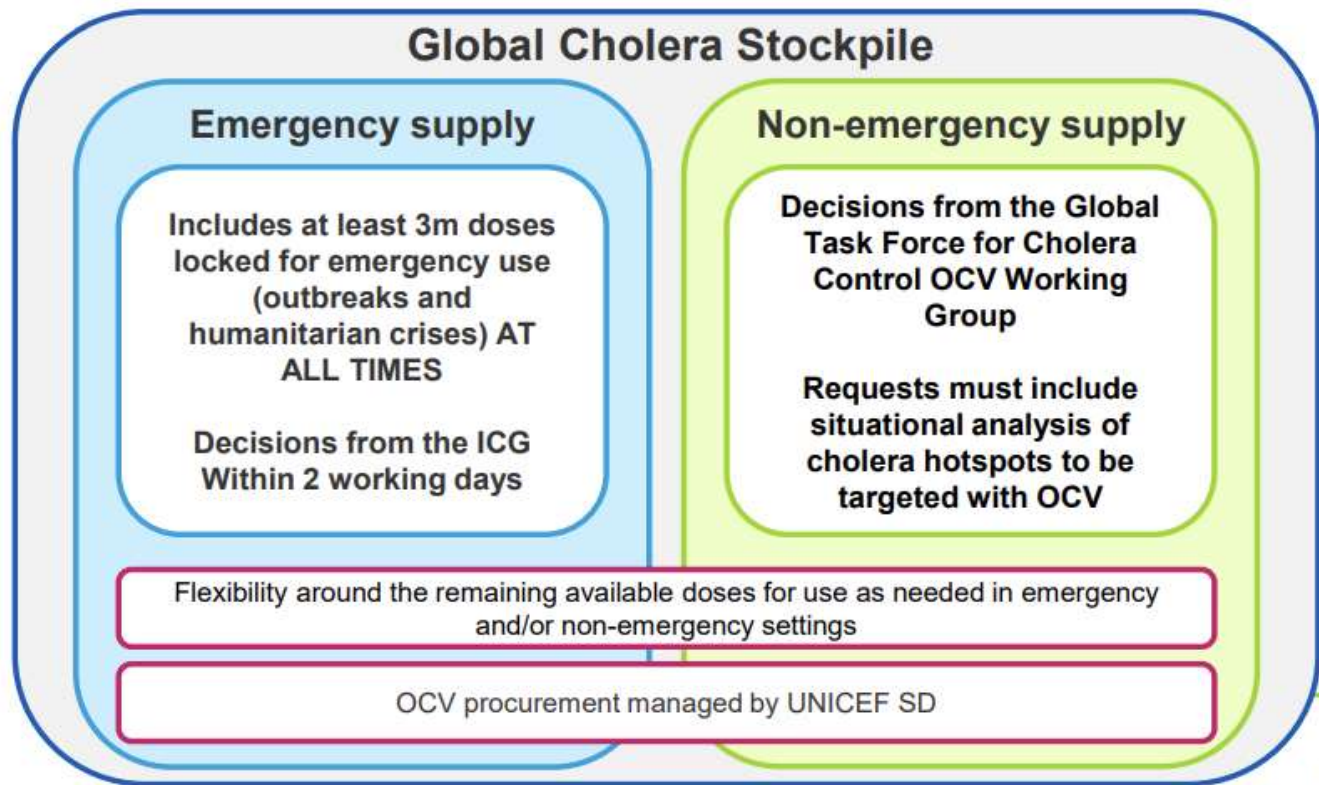 Global Cholera Stockpile
Emergency supply
Includes at least 3m doses
locked for emergency use
(outbreaks and
humanitarian crises) AT
ALL TIMES
Decisions from the ICG
Within 2 working days
Non-emergency supply
Decisions from the Global
Task Force for Cholera
Control OCV Working
Group
Requests must include
situational analysis of
cholera hotspots to be
targeted with OCV
Flexibility around the remaining available doses for use as needed in emergency
and/or non-emergency settings
OCV procurement managed by UNICEF SD